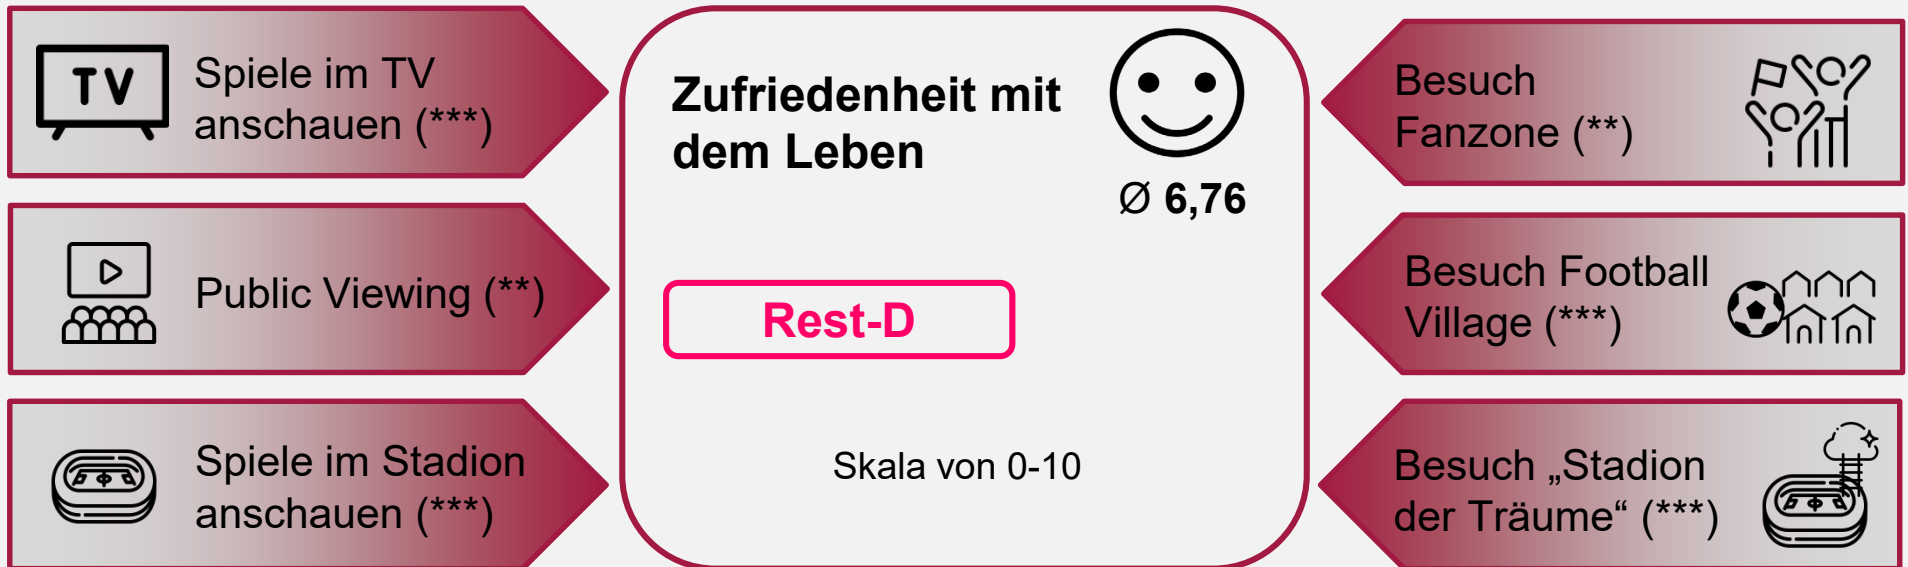 TV
Spiele im TV
anschauen (***)
Public Viewing (**)
Spiele im Stadion
anschauen (***)
Zufriedenheit mit
dem Leben
Ø 6,76
Rest-D
Skala von 0-10
Besuch
Fanzone (**)
Besuch Football
Village (***)
Besuch „Stadion
der Träume“ (***)